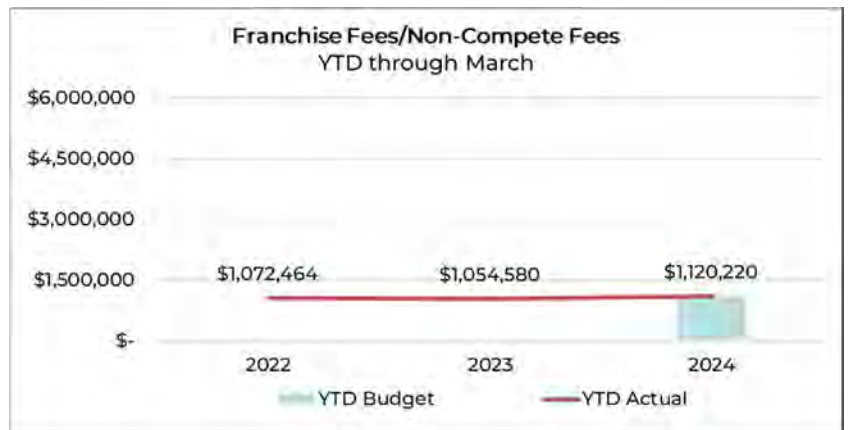 Franchise Fees/Non-Compete Fees
YTD through March
$6,000,000
$4,500,000
$3,000,000
$1,500,000
$-
$1,072,464
$1,054,580
$1,120,220
2022
2023
2024
YTD Budget
YTD Actual